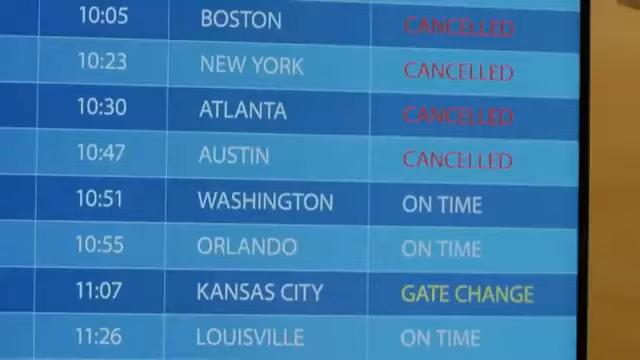 10:05 BOSTON CANCELLED
10:23 NEW YORK CANCELLED
10:30 ATLANTA CANCELLED
10:47 AUSTIN CANCELLED
10:51 WASHINGTON ON TIME
10:55 ORLANDO ON TIME
11:07 KANSAS CITY GATE CHANGE
11:26 LOUISVILLE ON TIME